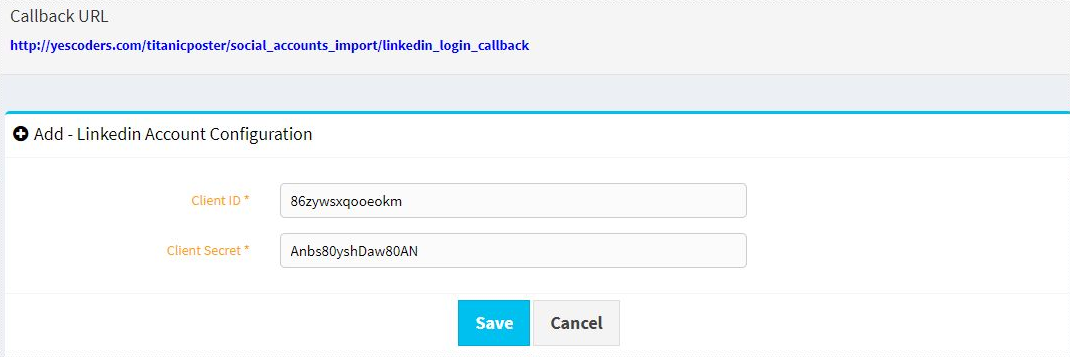 Callback URL
http://yescoders.com/titanicposter/social_accounts_import/linkedin_login_callback
Add - Linkedin Account Configuration
Client ID * 86zywsxqooeokm
Client Secret * Anbs80yshDaw80AN
Save Cancel